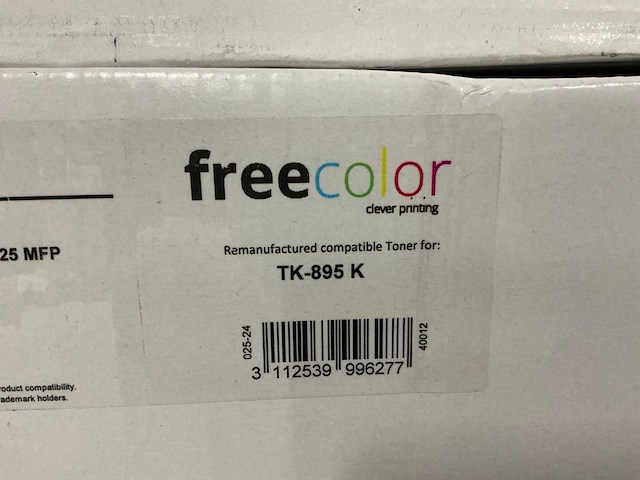 freecolor
clever printing
25 MFP
Remanufactured compatible Toner for:
TK-895 K
025-24
40012
3 112539 996277
roduct compatibility.
ademark holders.